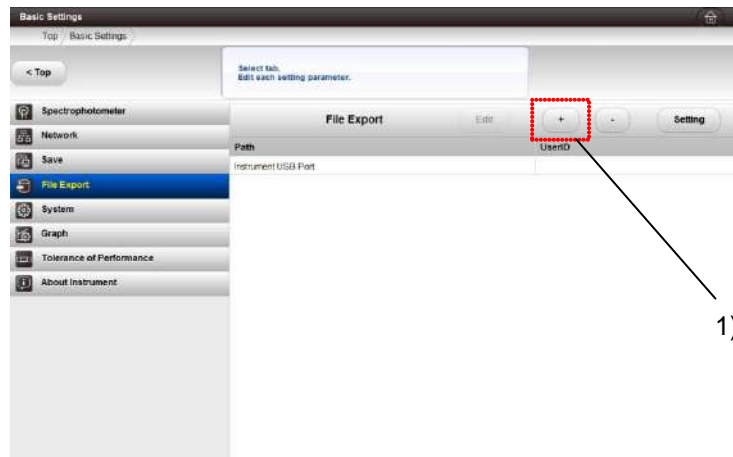 Basic Settings
Top Basic Settings
< Top
Select tab,
Edit each setting parameter.
Spectrophotometer
Network
Save
File Export
System
Graph
Tolerance of Performance
About Instrument
File Export
Edit
+
-
Setting
Path
UserID
Instrument USB Port
1)